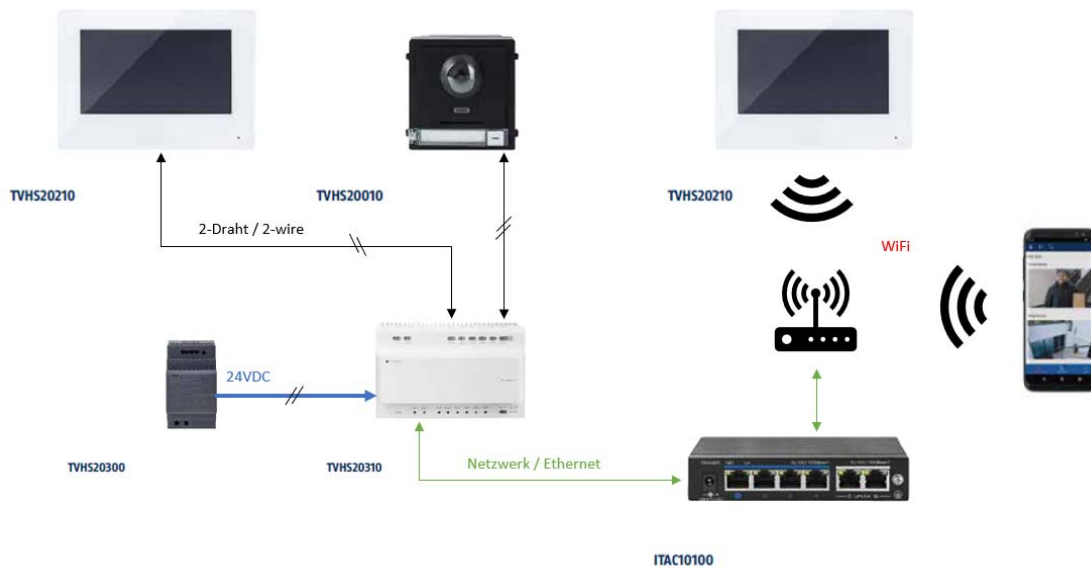 TVHS20210
TVHS20010
TVHS20210
2-Draht / 2-wire
WiFi
24VDC
TVHS20300
TVHS20310
Netzwerk / Ethernet
ITAC10100